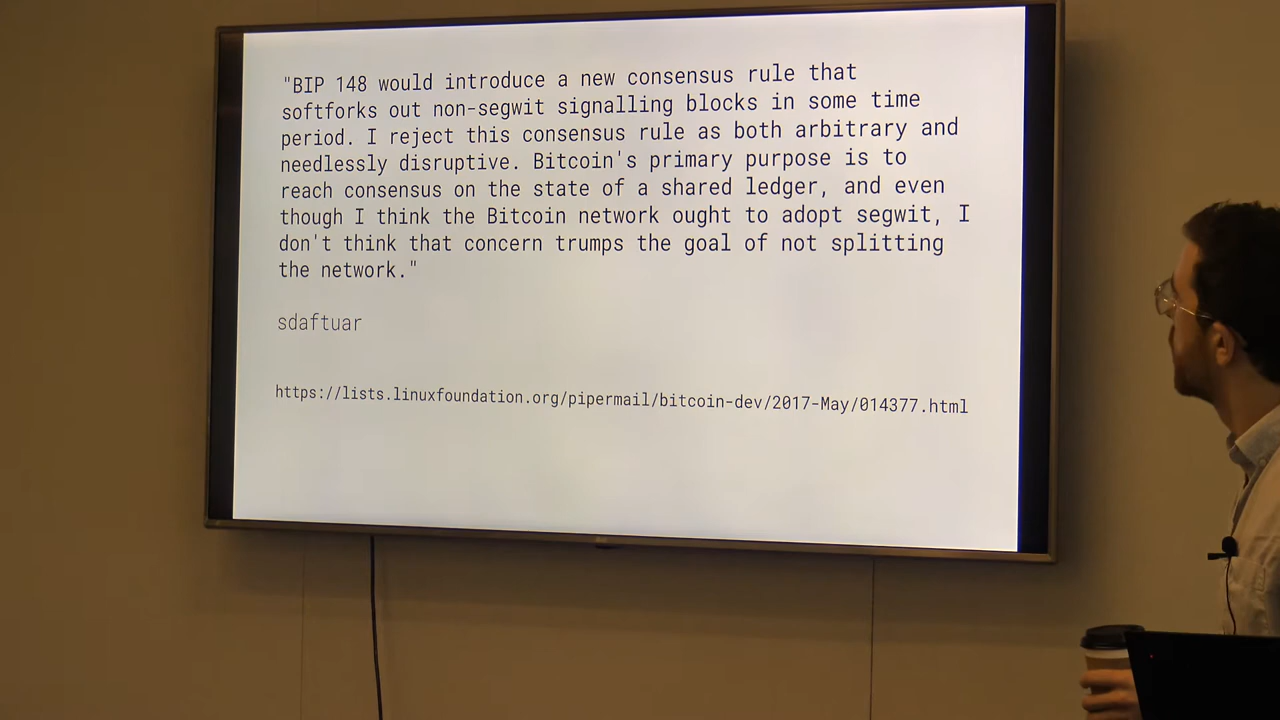 "BIP 148 would introduce a new consensus rule that
softforks out non-segwit signalling blocks in some time
period. I reject this consensus rule as both arbitrary and
needlessly disruptive. Bitcoin's primary purpose is to
reach consensus on the state of a shared ledger, and even
though I think the Bitcoin network ought to adopt segwit, I
don't think that concern trumps the goal of not splitting
the network."
sdaftuar
https://lists.linuxfoundation.org/pipermail/bitcoin-dev/2017-May/014377.html